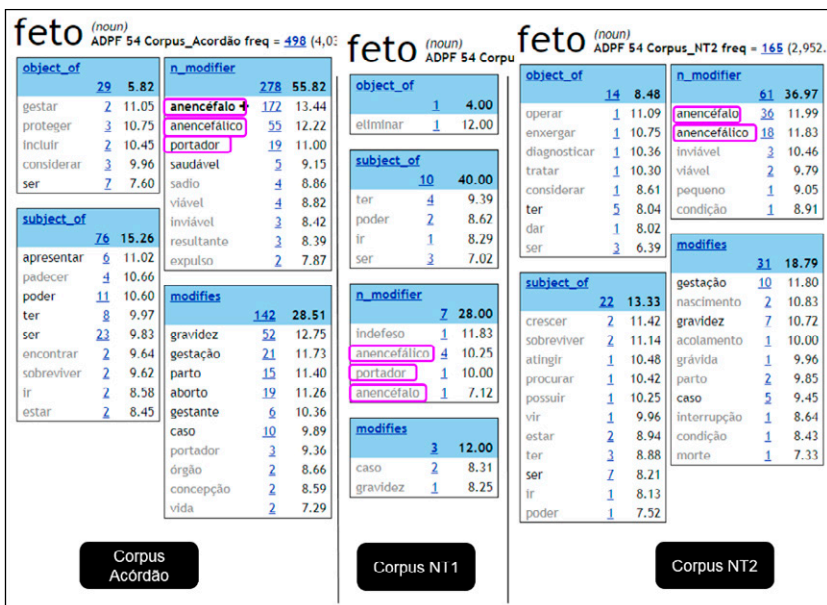 feto (noun)
ADPF 54 Corpus_Acordão freq = 498 (4,03
object_of
29 5.82
gestar 2 11.05
proteger 3 10.75
incluir 2 10.45
considerar 3 9.96
ser 7 7.60
subject_of
76 15.26
apresentar 6 11.02
padecer 4 10.66
poder 11 10.60
ter 8 9.97
ser 23 9.83
encontrar 2 9.64
sobreviver 2 9.62
ir 2 8.58
estar 2 8.45
n_modifier
278 55.82
anencéfalo 172 13.44
anencefálico 55 12.22
portador 19 11.00
saudável 5 9.15
sadio 4 8.86
viável 4 8.82
inviável 3 8.42
resultante 3 8.39
expulso 2 7.87
modifies
142 28.51
gravidez 52 12.75
gestação 21 11.73
parto 15 11.40
aborto 19 11.26
gestante 6 10.36
caso 10 9.89
portador 3 9.36
órgão 2 8.66
concepção 2 8.59
vida 2 7.29
Corpus
Acórdão
feto (noun)
ADPF 54 Corpu
object_of
1 4.00
eliminar 1 12.00
subject_of
10 40.00
ter 4 9.39
poder 2 8.62
ir 1 8.29
ser 3 7.02
n_modifier
7 28.00
indefeso 1 11.83
anencefálico 4 10.25
portador 1 10.00
anencéfalo 1 7.12
modifies
3 12.00
caso 2 8.31
gravidez 1 8.25
Corpus NT1
feto (noun)
ADPF 54 Corpus_NT2 freq = 165 (2,952.
object_of
14 8.48
operar 1 11.09
enxergar 1 10.75
diagnosticar 1 10.36
tratar 1 10.30
considerar 1 8.61
ter 5 8.04
dar 1 8.02
ser 3 6.39
subject_of
22 13.33
crescer 2 11.42
sobreviver 2 11.14
atingir 1 10.48
procurar 1 10.42
possuir 1 10.25
vir 1 9.96
estar 2 8.94
ter 3 8.88
ser 7 8.21
ir 1 8.13
poder 1 7.52
n_modifier
61 36.97
anencéfalo 36 11.99
anencefálico 18 11.83
inviável 3 10.46
viável 2 9.79
pequeno 1 9.05
condição 1 8.91
modifies
31 18.79
gestação 10 11.80
nascimento 2 10.83
gravidez 7 10.72
acolamento 1 10.00
grávida 1 9.96
parto 2 9.85
caso 5 9.45
interrupção 1 8.64
condição 1 8.43
morte 1 7.33
Corpus NT2